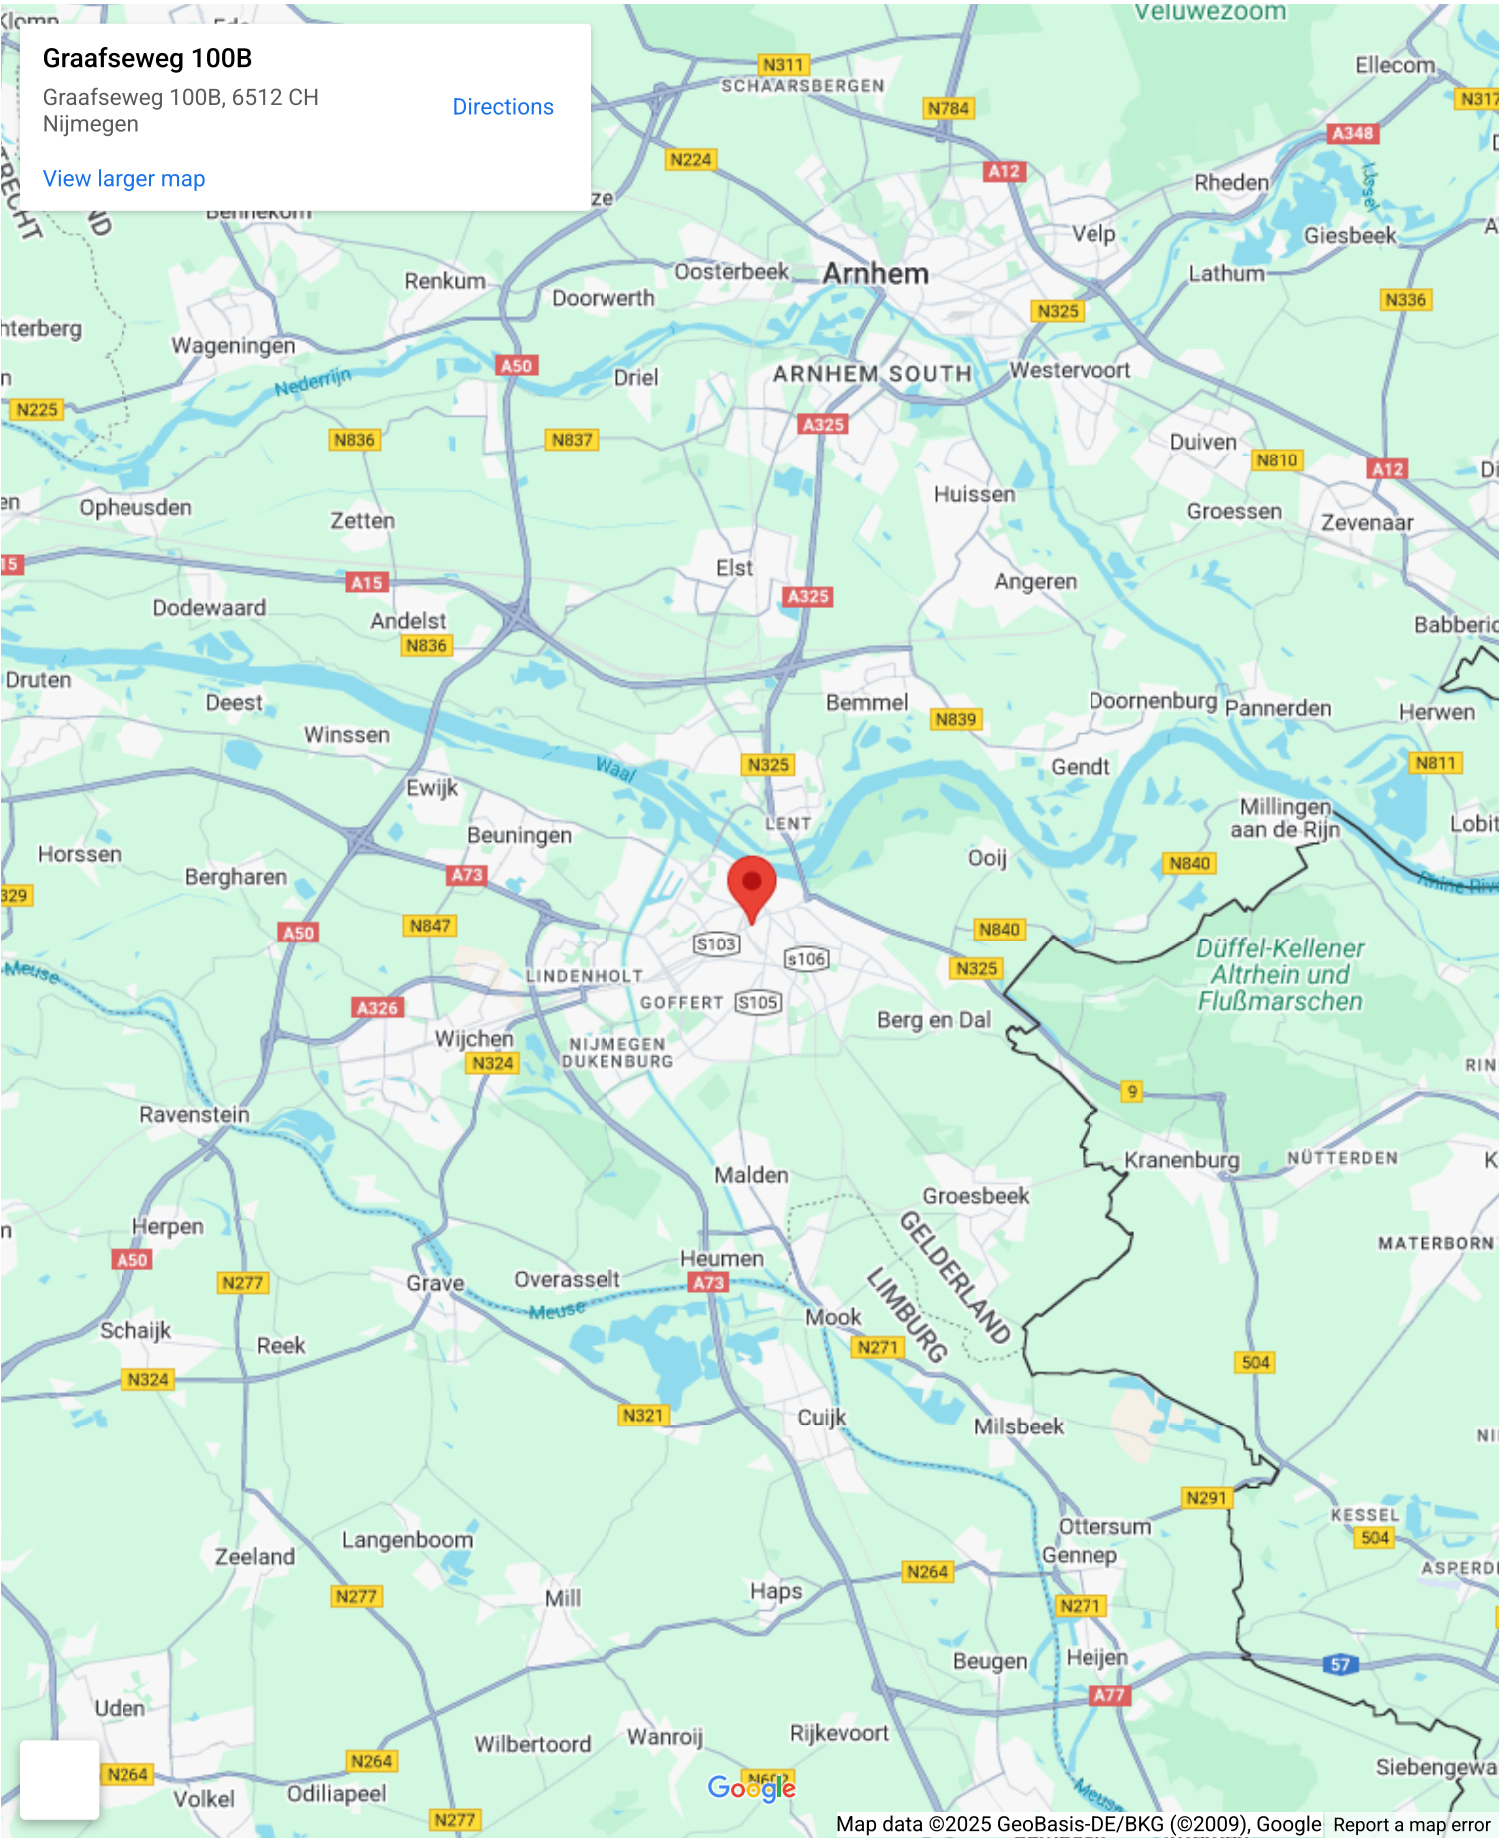 Graafseweg 100B
Graafseweg 100B, 6512 CH
Nijmegen
Directions
View larger map
Veluwezoom
N311
SCHAARSBERGEN
Ellecom
N317
N784
A348
N224
A12
Rheden
IJssel
Velp
Giesbeek
Bennekom
Renkum
Oosterbeek
Arnhem
Lathum
Doorwerth
N325
N336
Wageningen
A50
Nederrijn
Driel
ARNHEM SOUTH
Westervoort
N225
N836
N837
A325
Duiven
N810
A12
Opheusden
Zetten
Huissen
Groessen
Zevenaar
A15
Elst
Angeren
A325
Dodewaard
Andelst
N836
Druten
Deest
Bemmel
Doornenburg
Pannerden
Herwen
Winssen
N839
Waal
N325
Gendt
N811
Ewijk
Millingen
aan de Rijn
Beuningen
LENT
Horssen
Bergharen
A73
Ooij
N840
329
A50
N847
S103
s106
N840
N325
Düffel-Kellener
Altrhein und
Flußmarschen
Meuse
LINDENHOLT
GOFFERT
S105
A326
Berg en Dal
Wijchen
N324
NIJMEGEN
DUKENBURG
9
Ravenstein
Malden
Kranenburg
NÜTTERDEN
Groesbeek
Herpen
GELDERLAND
LIMBURG
MATERBORN
A50
N277
Heumen
Grave
Overasselt
A73
Meuse
Mook
Schaijk
Reek
N271
N324
504
N321
Cuijk
Milsbeek
N291
KESSEL
504
Ottersum
Gennep
Langenboom
Zeeland
N264
Mill
Haps
N277
N271
Beugen
Heijen
57
A77
Uden
Wilbertoord
Wanroij
Rijkevoort
N264
N264
Odiliapeel
Volkel
N277
Google
Siebengewa
Meuse
Map data ©2025 GeoBasis-DE/BKG (©2009), Google
Report a map error